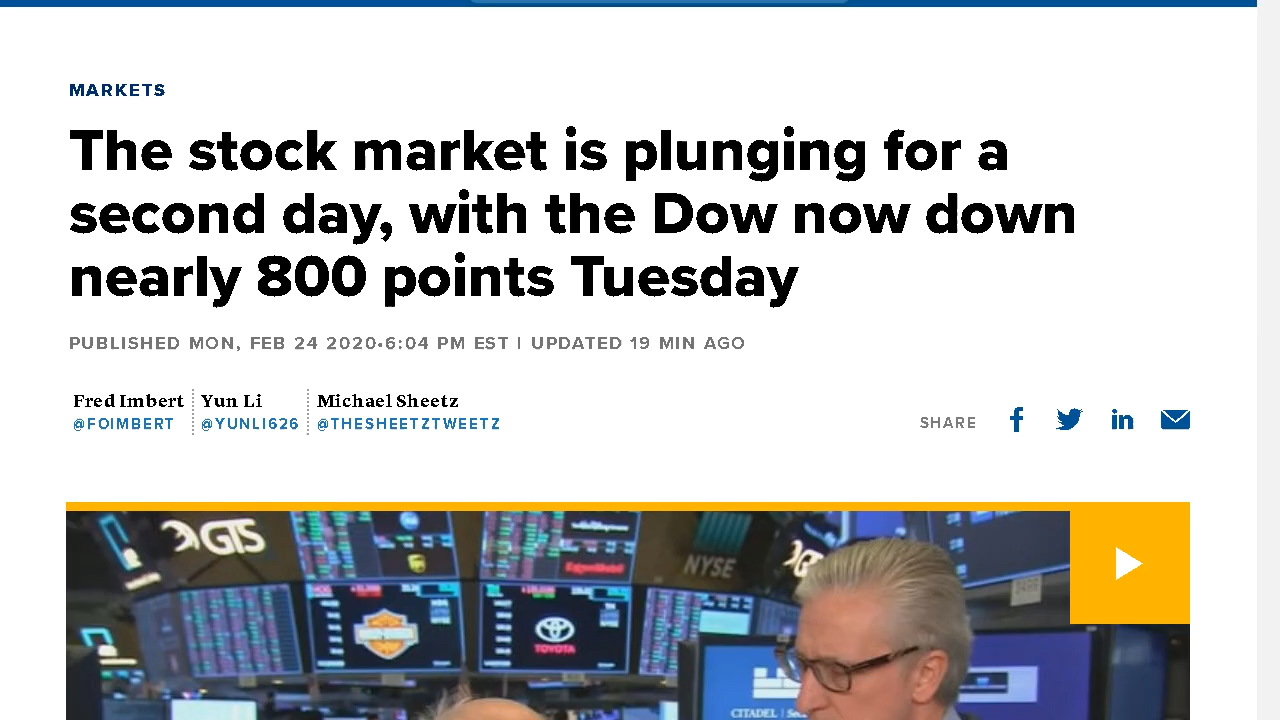 MARKETS
The stock market is plunging for a
second day, with the Dow now down
nearly 800 points Tuesday
PUBLISHED MON, FEB 24 2020•6:04 PM EST | UPDATED 19 MIN AGO
Fred Imbert
@FOIMBERT
Yun Li
@YUNLI626
Michael Sheetz
@THESHEETZTWEETZ
SHARE
GTS
NYSE
ExxonMobil
TOYOTA
CITADEL